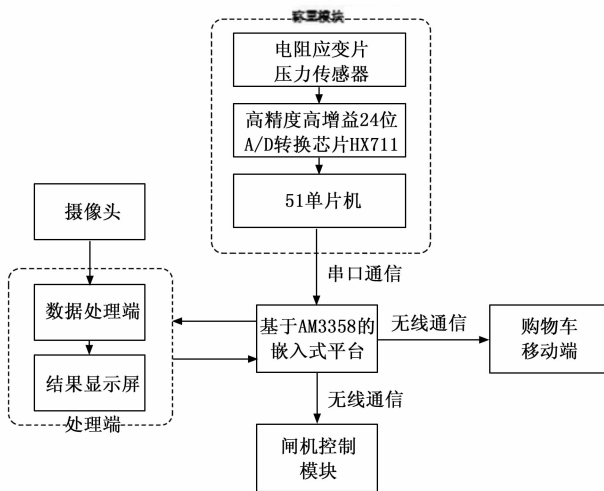 称重模块
电阻应变片
压力传感器
高精度高增益24位
A/D转换芯片HX711
51单片机
摄像头
串口通信
数据处理端
基于AM3358的
嵌入式平台
无线通信
购物车
移动端
结果显示屏
处理端
无线通信
闸机控制
模块